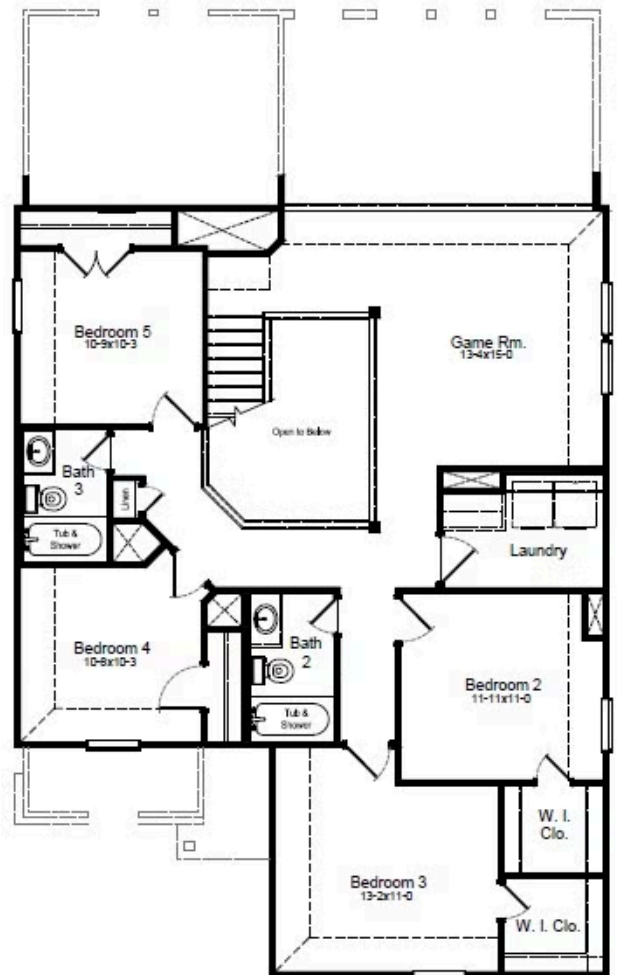 Bedroom 5
10-9x10-3
Game Rm.
13-4x15-0
Open to Below
Bath
3
Linen
Tub &
Shower
Laundry
Bedroom 4
10-8x10-3
Bath
2
Tub &
Shower
Bedroom 2
11-11x11-0
W. I.
Clo.
Bedroom 3
13-2x11-0
W. I. Clo.